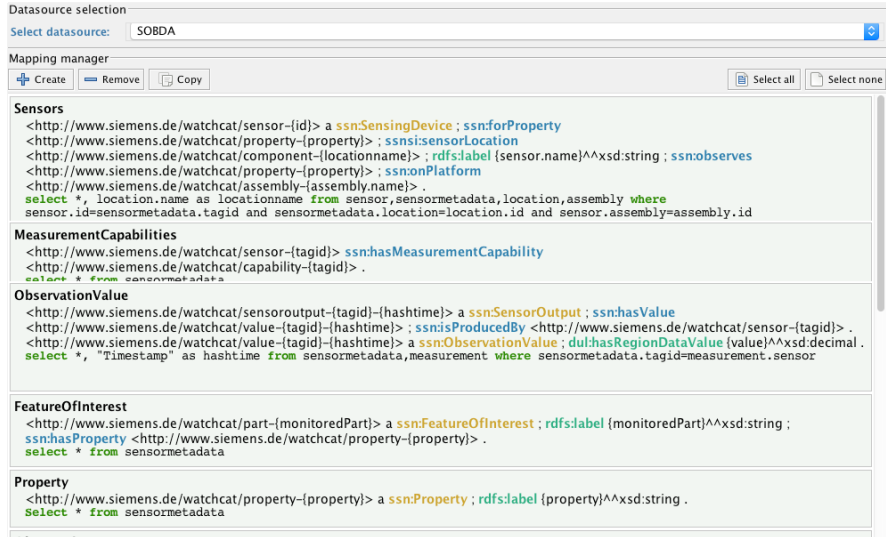 Datasource selection
Select datasource: SOBDA
Mapping manager
Create Remove Copy Select all Select none
Sensors
<http://www.siemens.de/watchcat/sensor-{id}> a ssn:SensingDevice ; ssn:forProperty
<http://www.siemens.de/watchcat/property-{property}> ; ssnsi:sensorLocation
<http://www.siemens.de/watchcat/component-{locationname}> ; rdfs:label {sensor.name}^^xsd:string ; ssn:observes
<http://www.siemens.de/watchcat/property-{property}> ; ssn:onPlatform
<http://www.siemens.de/watchcat/assembly-{assembly.name}> .
select *, location.name as locationname from sensor,sensormetadata,location,assembly where
sensor.id=sensormetadata.tagid and sensormetadata.location=location.id and sensor.assembly=assembly.id
MeasurementCapabilities
<http://www.siemens.de/watchcat/sensor-{tagid}> ssn:hasMeasurementCapability
<http://www.siemens.de/watchcat/capability-{tagid}> .
select * from sensormetadata
ObservationValue
<http://www.siemens.de/watchcat/sensoroutput-{tagid}-{hashtime}> a ssn:SensorOutput ; ssn:hasValue
<http://www.siemens.de/watchcat/value-{tagid}-{hashtime}> ; ssn:isProducedBy <http://www.siemens.de/watchcat/sensor-{tagid}> .
<http://www.siemens.de/watchcat/value-{tagid}-{hashtime}> a ssn:ObservationValue ; dul:hasRegionDataValue {value}^^xsd:decimal .
select *, "Timestamp" as hashtime from sensormetadata,measurement where sensormetadata.tagid=measurement.sensor
FeatureOfInterest
<http://www.siemens.de/watchcat/part-{monitoredPart}> a ssn:FeatureOfInterest ; rdfs:label {monitoredPart}^^xsd:string ;
ssn:hasProperty <http://www.siemens.de/watchcat/property-{property}> .
select * from sensormetadata
Property
<http://www.siemens.de/watchcat/property-{property}> a ssn:Property ; rdfs:label {property}^^xsd:string .
Select * from sensormetadata